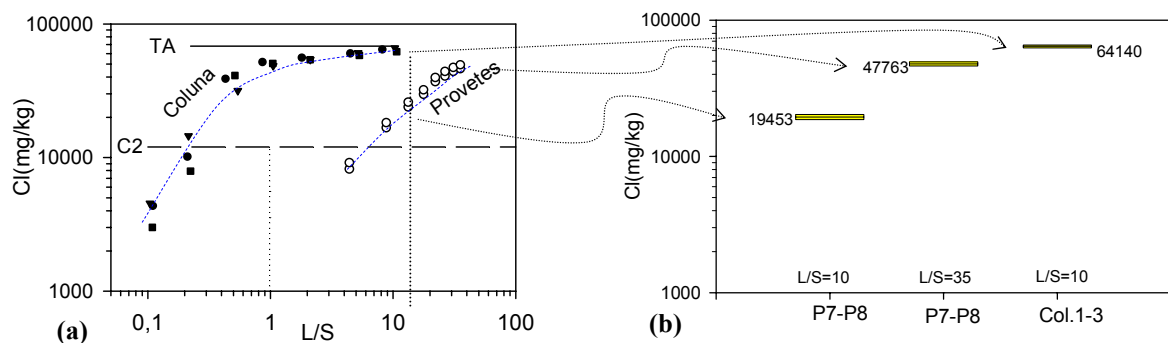 100000
TA
Coluna
Provetes
C2
10000
Cl(mg/kg)
1000
0,1
1
10
100
(a)
L/S
100000
64140
47763
19453
10000
Cl(mg/kg)
L/S=10
L/S=35
L/S=10
1000
(b)
P7-P8
P7-P8
Col.1-3